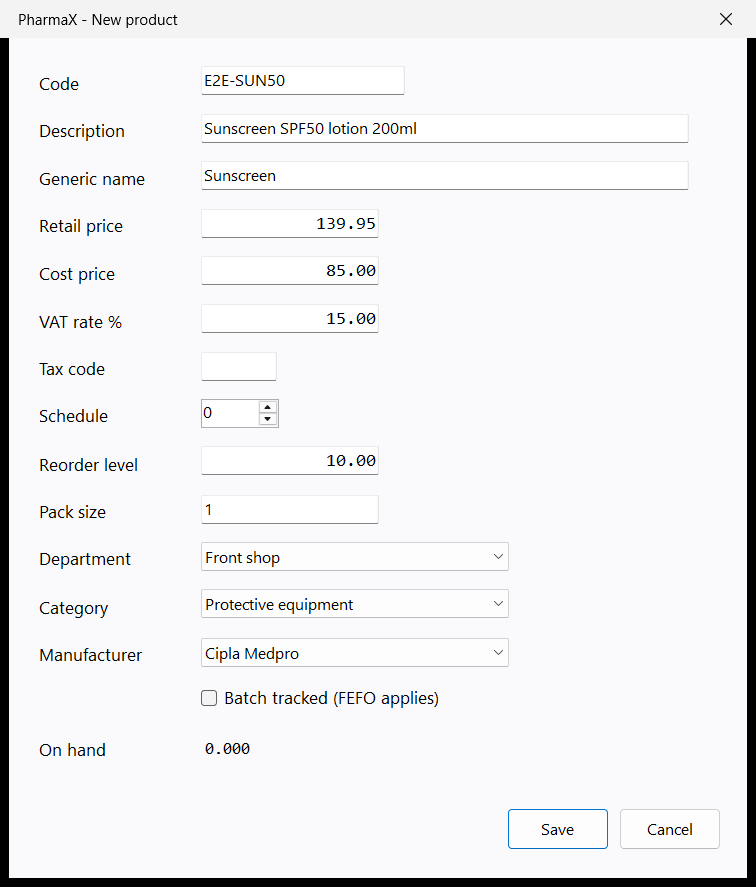 PharmaX - New product
Code E2E-SUN50
Description Sunscreen SPF50 lotion 200ml
Generic name Sunscreen
Retail price 139.95
Cost price 85.00
VAT rate % 15.00
Tax code
Schedule 0
Reorder level 10.00
Pack size 1
Department Front shop
Category Protective equipment
Manufacturer Cipla Medpro
Batch tracked (FEFO applies)
On hand 0.000
Save Cancel